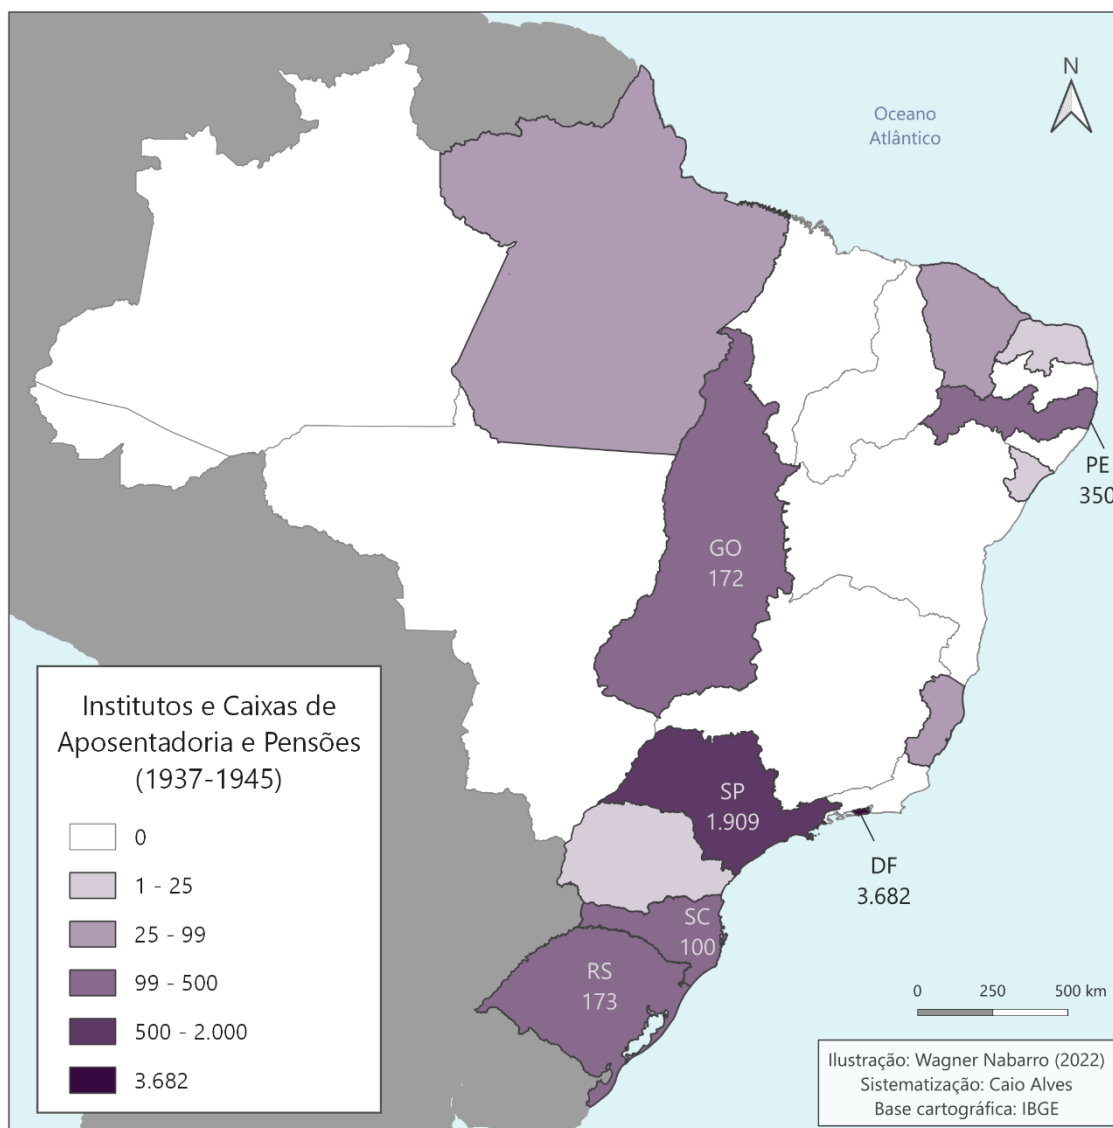 N
Oceano
Atlântico
PE
350
GO
172
SP
1.909
DF
3.682
SC
100
RS
173
Institutos e Caixas de
Aposentadoria e Pensões
(1937-1945)
0
1 - 25
25 - 99
99 - 500
500 - 2.000
3.682
0 250 500 km
Ilustração: Wagner Nabarro (2022)
Sistematização: Caio Alves
Base cartográfica: IBGE